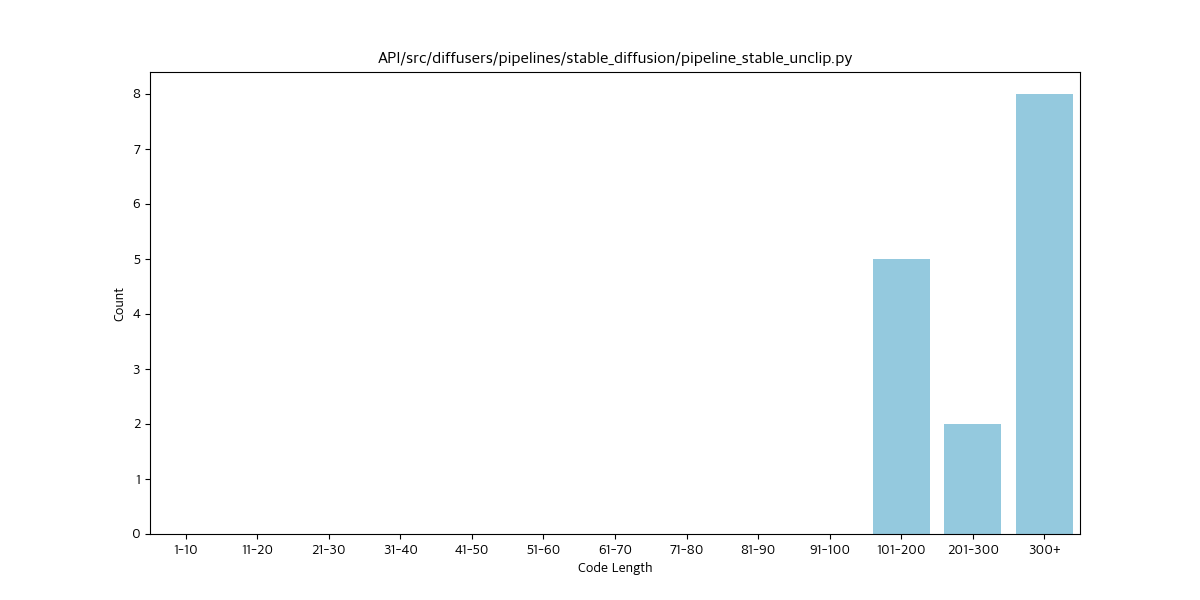 API/src/diffusers/pipelines/stable_diffusion/pipeline_stable_unclip.py
8
7
6
5
4
3
2
1
0
Count
1-10 11-20 21-30 31-40 41-50 51-60 61-70 71-80 81-90 91-100 101-200 201-300 300+
Code Length